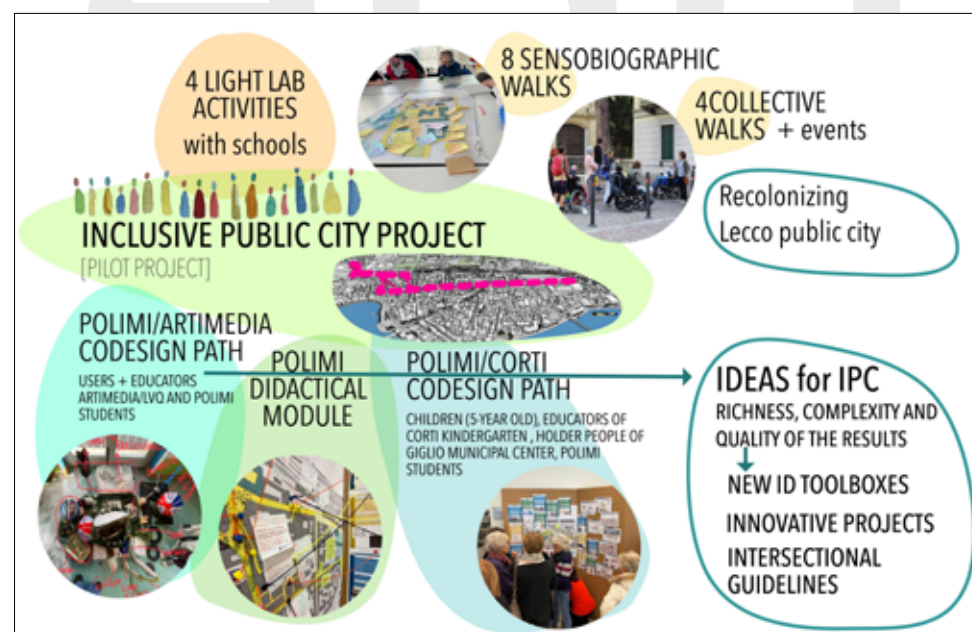 4 LIGHT LAB
ACTIVITIES
with schools
8 SENSOBIOGRAPHIC
WALKS
4COLLECTIVE
WALKS + events
Recolonizing
Lecco public city
INCLUSIVE PUBLIC CITY PROJECT
[PILOT PROJECT]
POLIMI/ARTIMEDIA
CODESIGN PATH
USERS + EDUCATORS
ARTIMEDIA/LVQ AND POLIMI
STUDENTS
POLIMI
DIDACTICAL
MODULE
POLIMI/CORTI
CODESIGN PATH
CHILDREN (5-YEAR OLD), EDUCATORS OF
CORTI KINDERGARTEN , HOLDER PEOPLE OF
GIGLIO MUNICIPAL CENTER, POLIMI
STUDENTS
IDEAS for IPC
RICHNESS, COMPLEXITY AND
QUALITY OF THE RESULTS
NEW ID TOOLBOXES
INNOVATIVE PROJECTS
INTERSECTIONAL
GUIDELINES